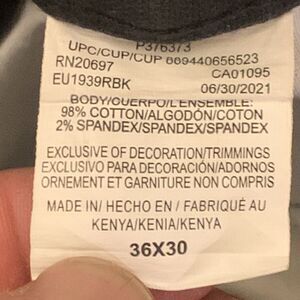 P376373
UPC/CUP/CUP 889440656523
RN20697
CA01095
EU1939RBK
06/30/2021
BODY/CUERPO/L'ENSEMBLE:
98% COTTON/ALGODÓN/COTON
2% SPANDEX/SPANDEX/SPANDEX
EXCLUSIVE OF DECORATION/TRIMMINGS
EXCLUSIVO PARA DECORACIÓN/ADORNOS
ORNEMENT ET GARNITURE NON COMPRIS
MADE IN/ HECHO EN / FABRIQUÉ AU
KENYA/KENIA/KENYA
36X30